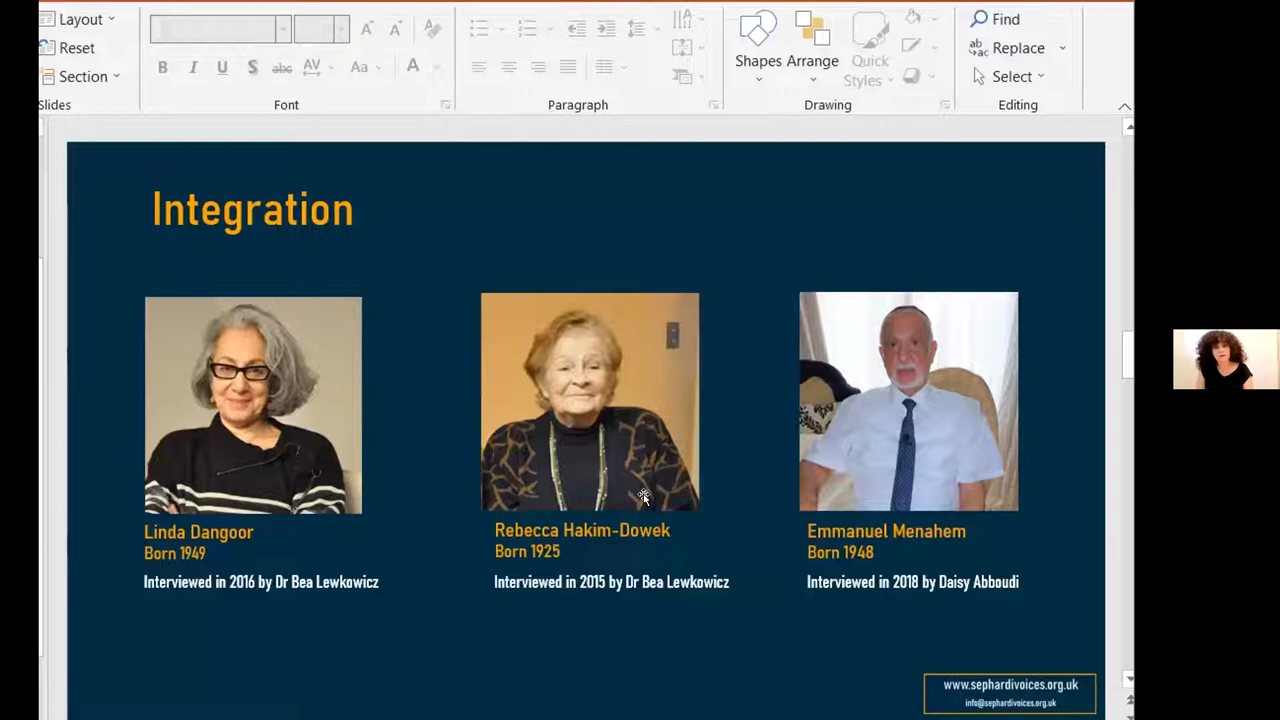 Layout
Reset
Section
Slides
B I U S abc AV Aa A
Font
Paragraph
Shapes Arrange Quick
Styles
Drawing
Find
Replace
Select
Editing
Integration
Linda Dangoor
Born 1949
Interviewed in 2016 by Dr Bea Lewkowicz
Rebecca Hakim-Dowek
Born 1925
Interviewed in 2015 by Dr Bea Lewkowicz
Emmanuel Menahem
Born 1948
Interviewed in 2018 by Daisy Abboudi
www.sephardivoices.org.uk
info@sephardivoices.org.uk